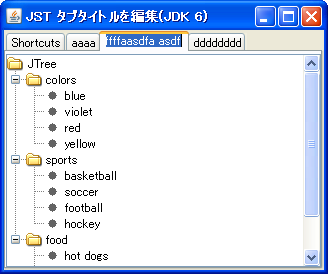 JST タブタイトルを編集(JDK 6)
Shortcuts aaaa ffffaasdfa asdf dddddddd
JTree
colors
blue
violet
red
yellow
sports
basketball
soccer
football
hockey
food
hot dogs